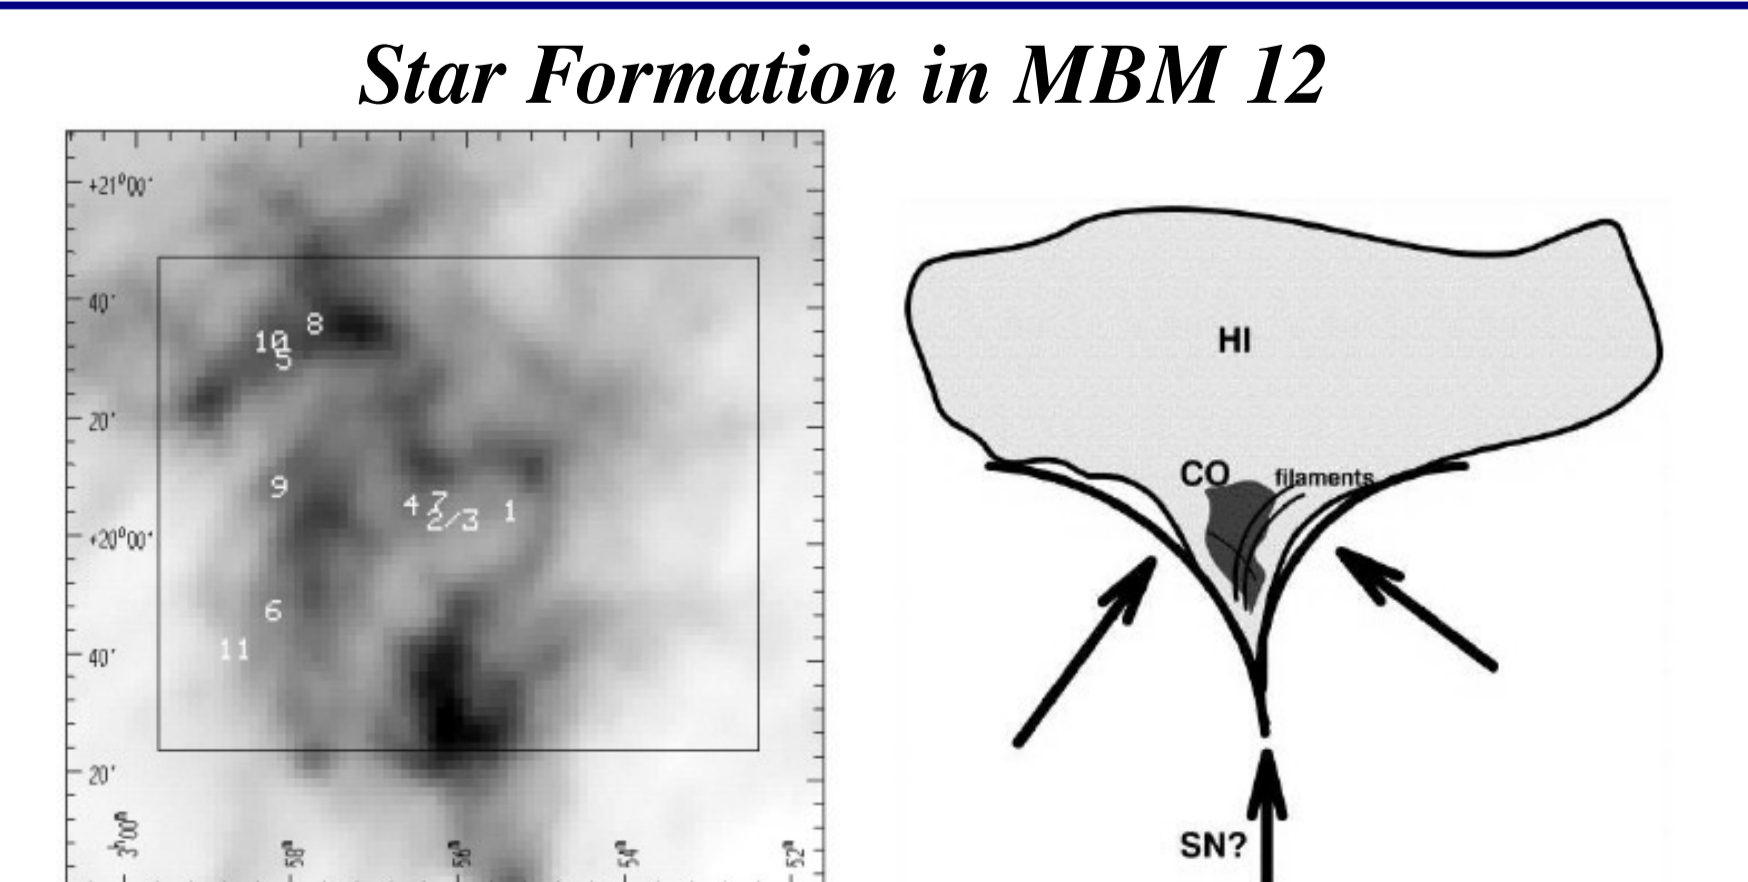 Star Formation in MBM 12
+21°00'
40'
20'
+20°00'
40'
20'
3h00m
58m
56m
54m
52m
8
10
5
9
4 7
2/3
1
6
11
HI
CO
filaments
SN?